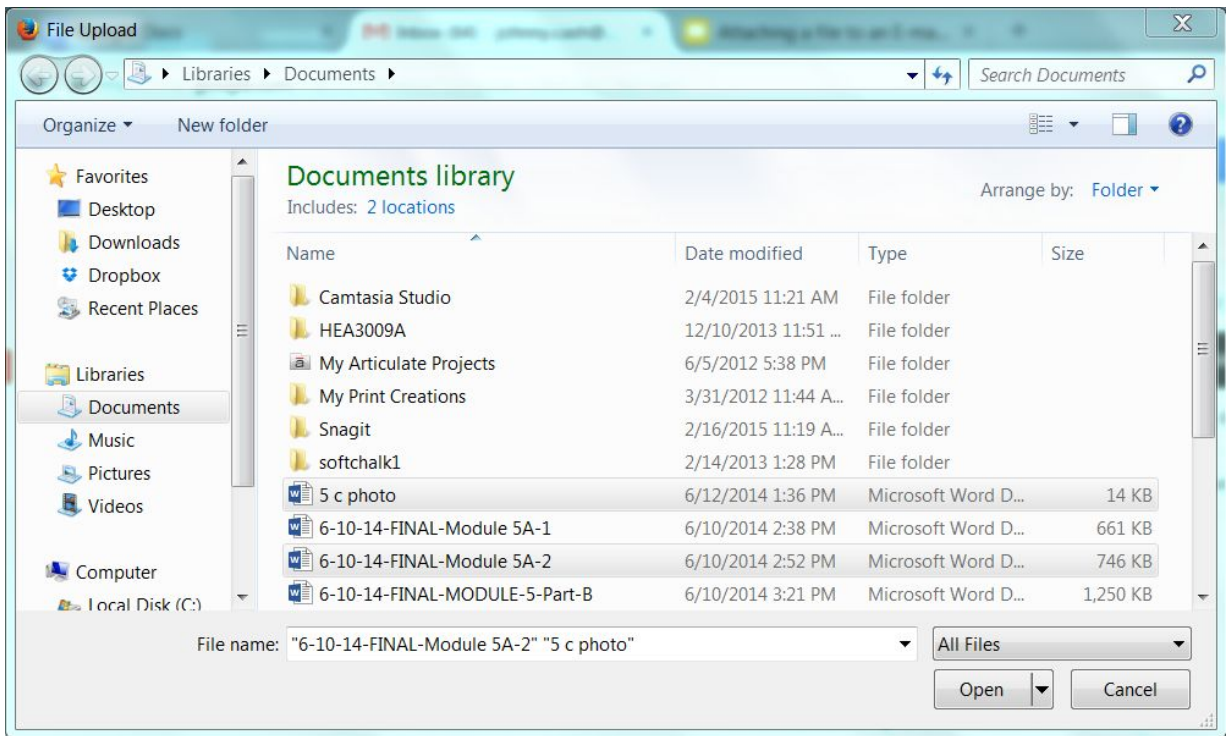 File Upload
Libraries Documents
Search Documents
Organize New folder
Favorites
Desktop
Downloads
Dropbox
Recent Places
Libraries
Documents
Music
Pictures
Videos
Computer
Local Disk (C:)
Documents library
Includes: 2 locations
Arrange by: Folder
Name Date modified Type Size
Camtasia Studio 2/4/2015 11:21 AM File folder
HEA3009A 12/10/2013 11:51 ... File folder
My Articulate Projects 6/5/2012 5:38 PM File folder
My Print Creations 3/31/2012 11:44 A... File folder
Snagit 2/16/2015 11:19 A... File folder
softchalk1 2/14/2013 1:28 PM File folder
5 c photo 6/12/2014 1:36 PM Microsoft Word D... 14 KB
6-10-14-FINAL-Module 5A-1 6/10/2014 2:38 PM Microsoft Word D... 661 KB
6-10-14-FINAL-Module 5A-2 6/10/2014 2:52 PM Microsoft Word D... 746 KB
6-10-14-FINAL-MODULE-5-Part-B 6/10/2014 3:21 PM Microsoft Word D... 1,250 KB
File name: "6-10-14-FINAL-Module 5A-2" "5 c photo"
All Files
Open Cancel